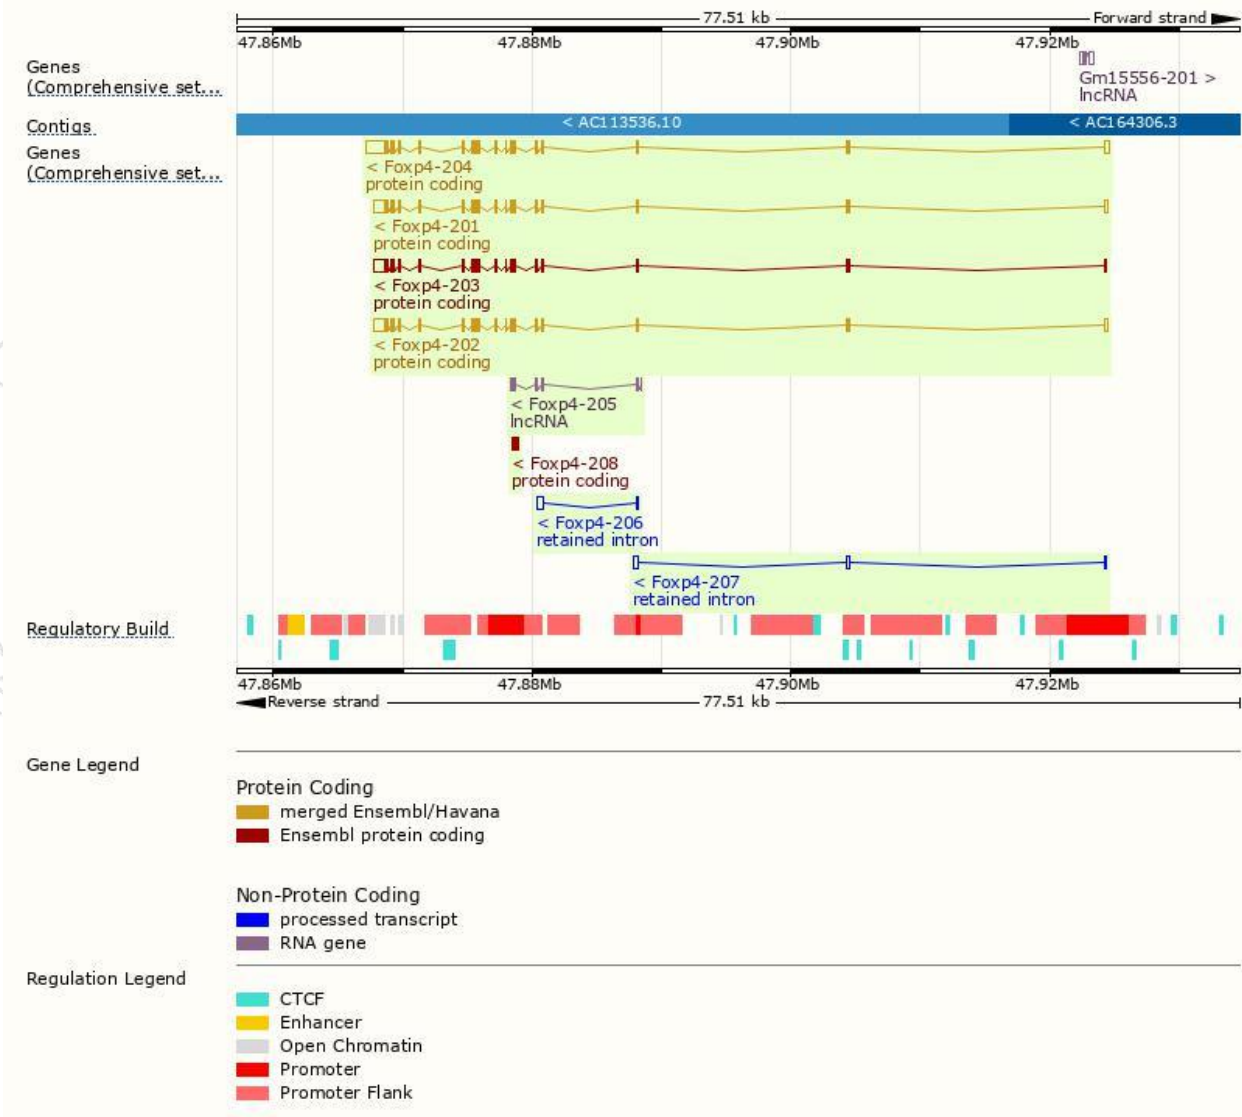 77.51 kb
Forward strand
47.86Mb 47.88Mb 47.90Mb 47.92Mb
Genes
(Comprehensive set...
Gm15556-201 >
lncRNA
Contigs
< AC113536.10
< AC164306.3
Genes
(Comprehensive set...
< Foxp4-204
protein coding
< Foxp4-201
protein coding
< Foxp4-203
protein coding
< Foxp4-202
protein coding
< Foxp4-205
lncRNA
< Foxp4-208
protein coding
< Foxp4-206
retained intron
< Foxp4-207
retained intron
Regulatory Build
47.86Mb 47.88Mb 47.90Mb 47.92Mb
Reverse strand
77.51 kb
Gene Legend
Protein Coding
merged Ensembl/Havana
Ensembl protein coding
Non-Protein Coding
processed transcript
RNA gene
Regulation Legend
CTCF
Enhancer
Open Chromatin
Promoter
Promoter Flank